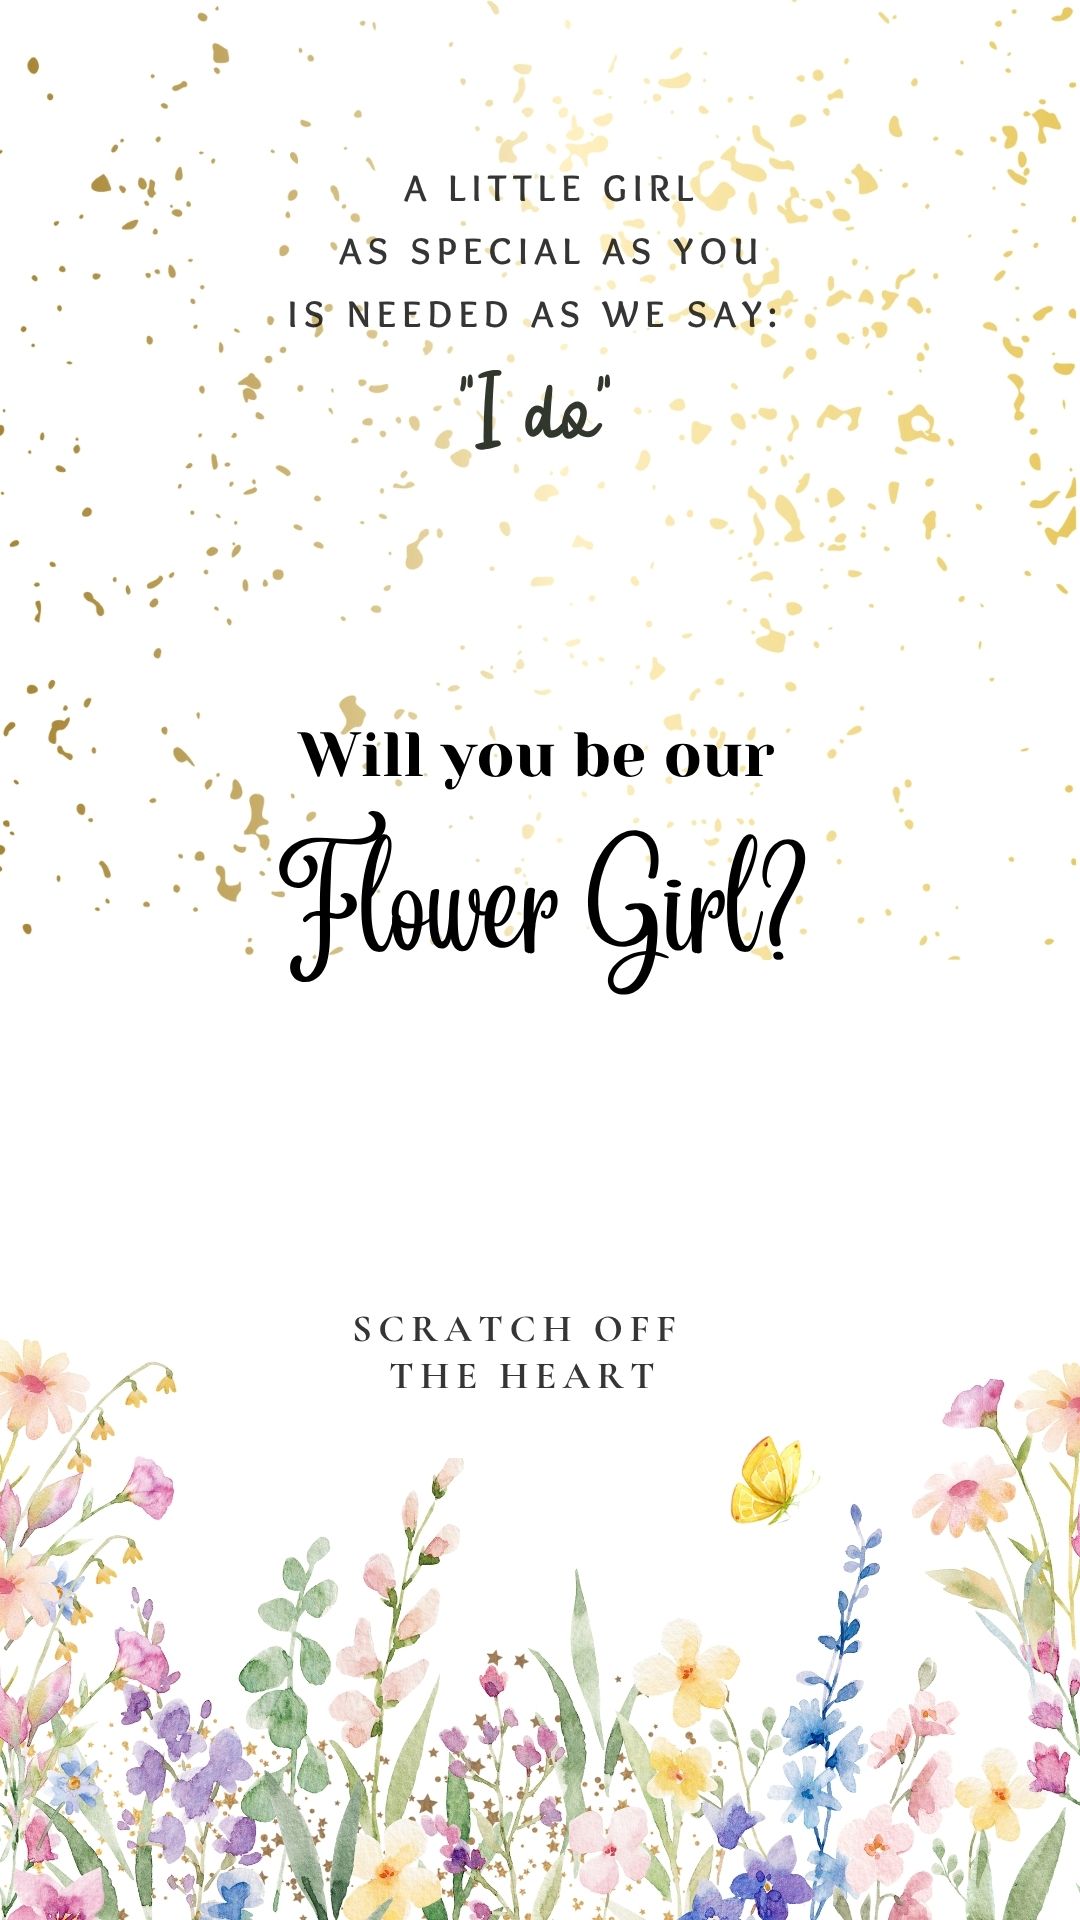 A LITTLE GIRL
AS SPECIAL AS YOU
IS NEEDED AS WE SAY:
"I do"
Will you be our
Flower Girl?
SCRATCH OFF
THE HEART